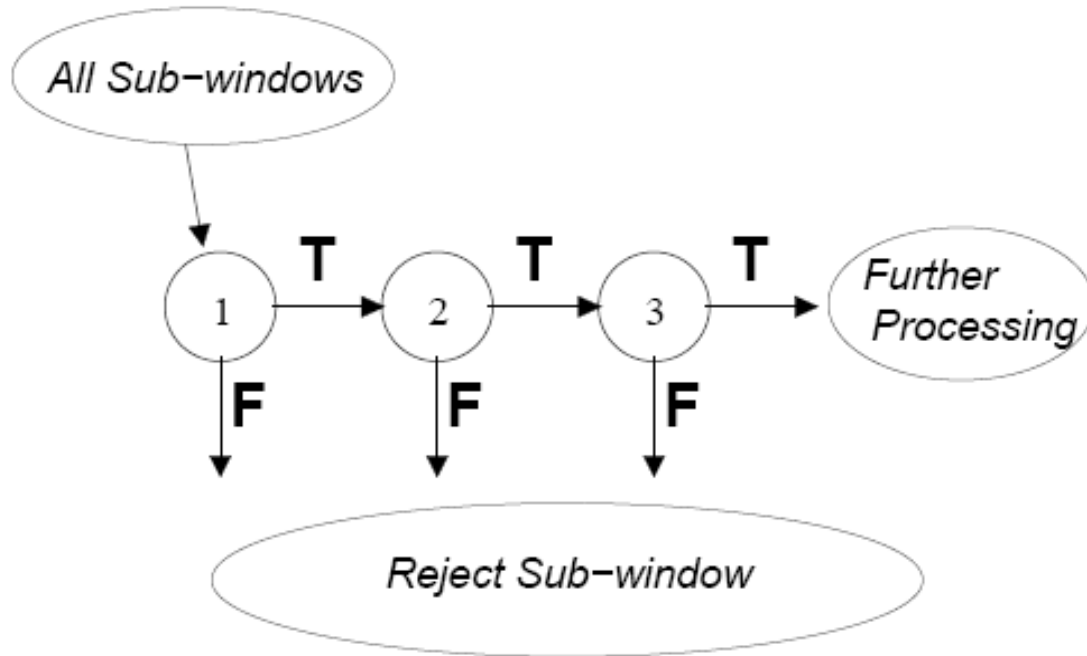 All Sub−windows
T
T
T
1
2
3
Further
Processing
F
F
F
Reject Sub−window